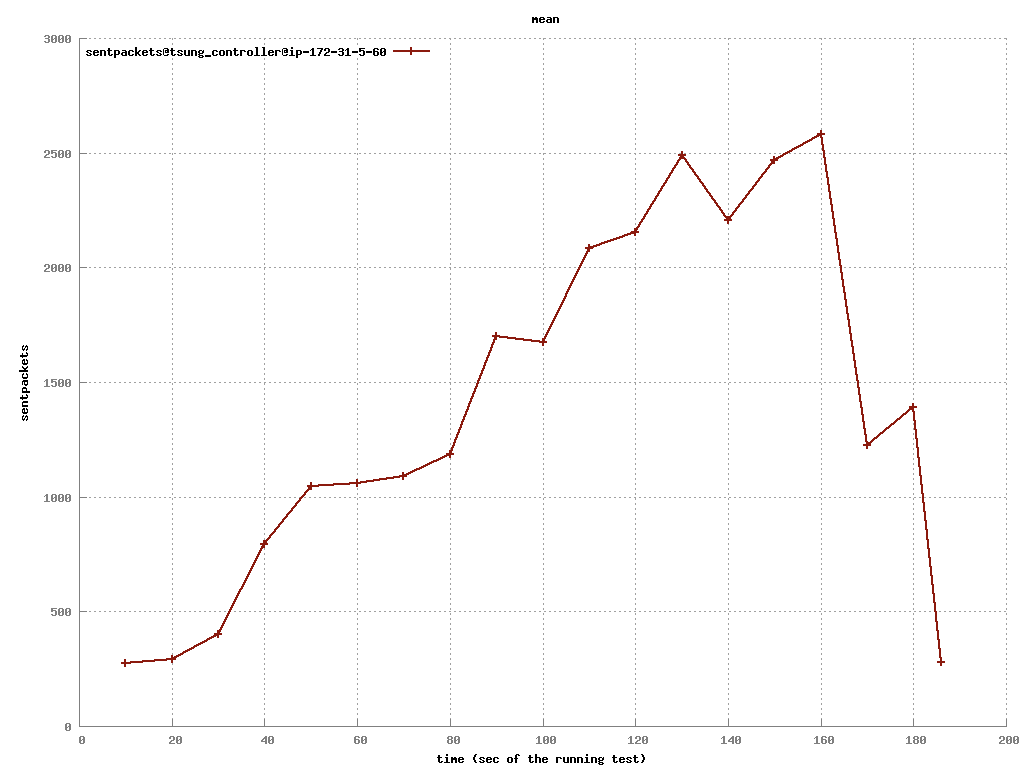 mean
3000
sentpackets@tsung_controller@ip-172-31-5-60
2500
2000
1500
1000
500
0
sentpackets
0 20 40 60 80 100 120 140 160 180 200
time (sec of the running test)